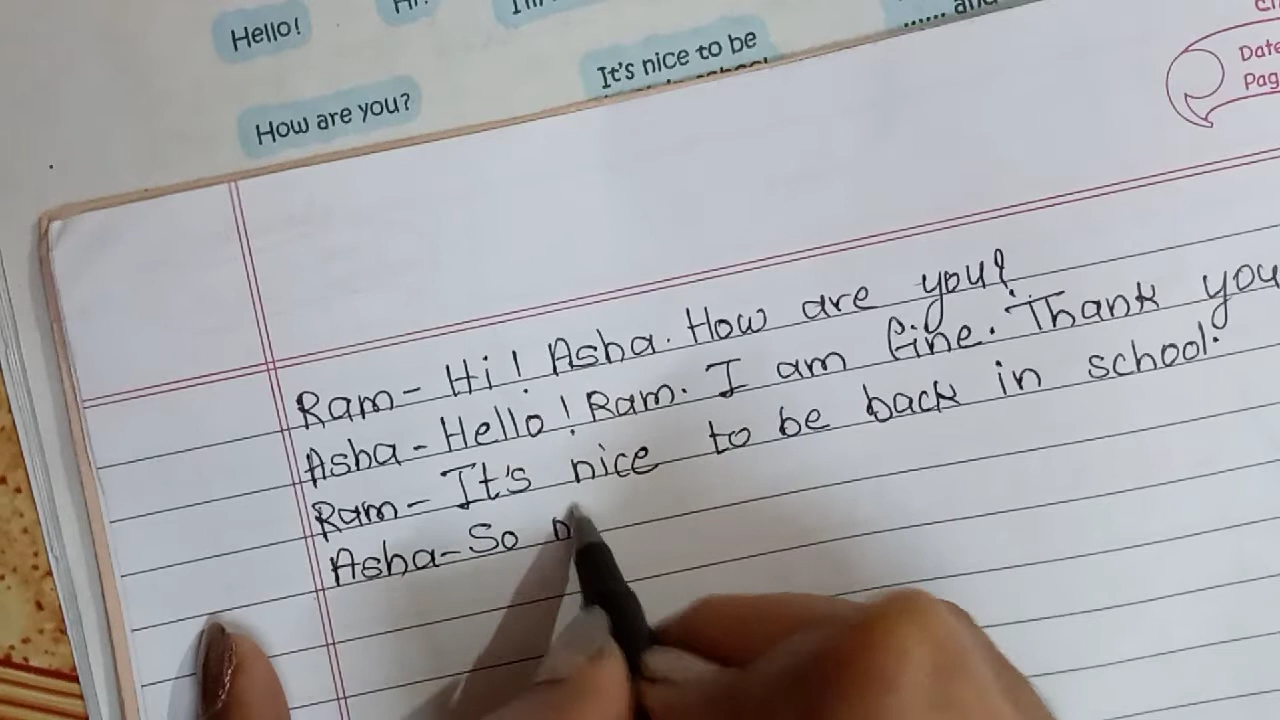 Hello!
It's nice to be
How are you?
Date
Ram- Hi! Asha. How are you?
Asha-Hello! Ram. I am fine. Thank you
Ram- It's nice to be back in school.
Asha-So n